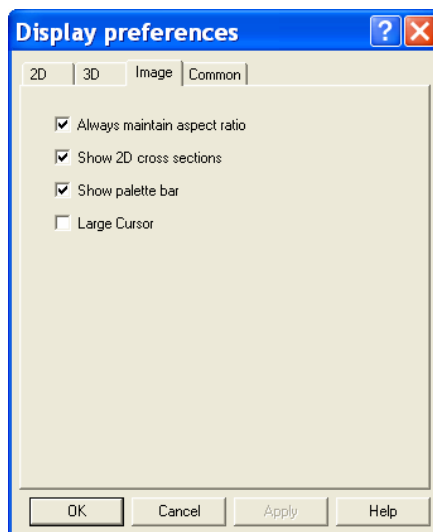 Display preferences
2D 3D Image Common
Always maintain aspect ratio
Show 2D cross sections
Show palette bar
Large Cursor
OK Cancel Apply Help